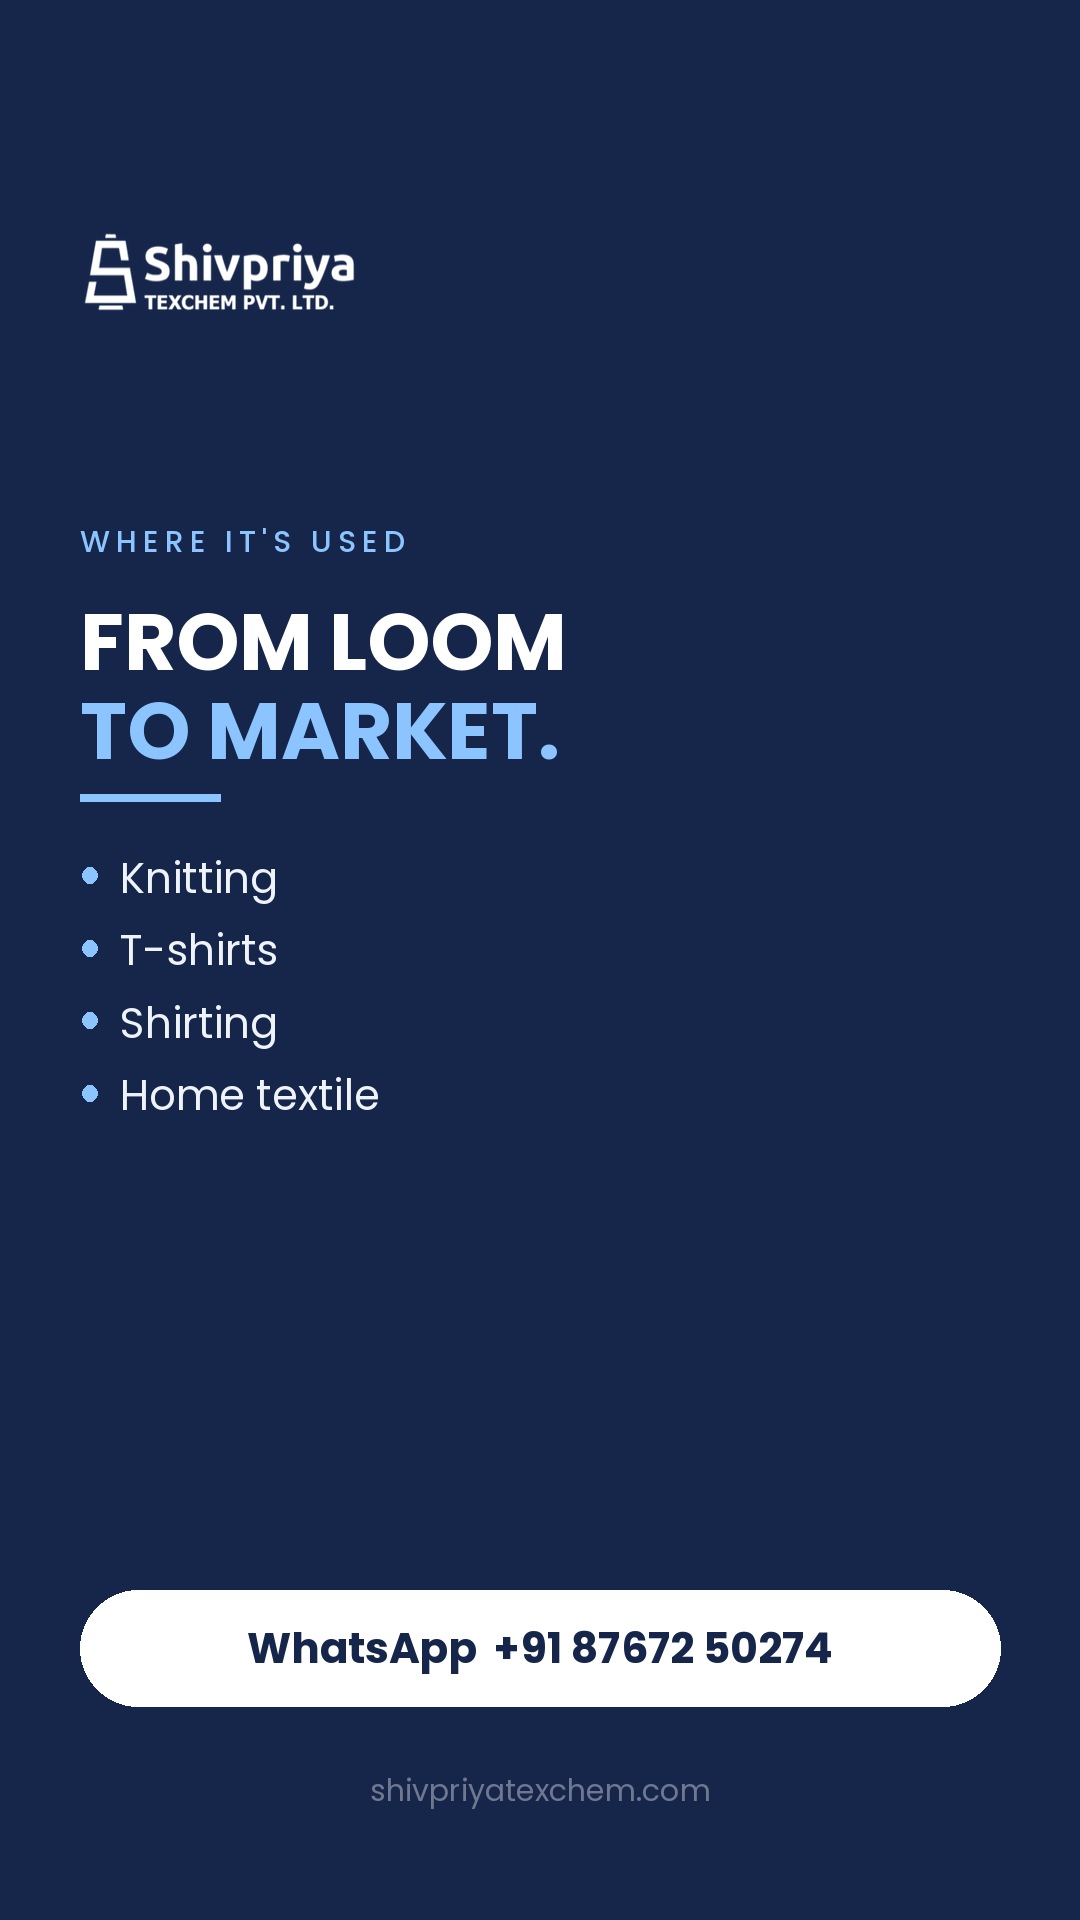 Shivpriya
TEXCHEM PVT. LTD.
WHERE IT'S USED
FROM LOOM
TO MARKET.
• Knitting
• T-shirts
• Shirting
• Home textile
WhatsApp +91 87672 50274
shivpriyatexchem.com